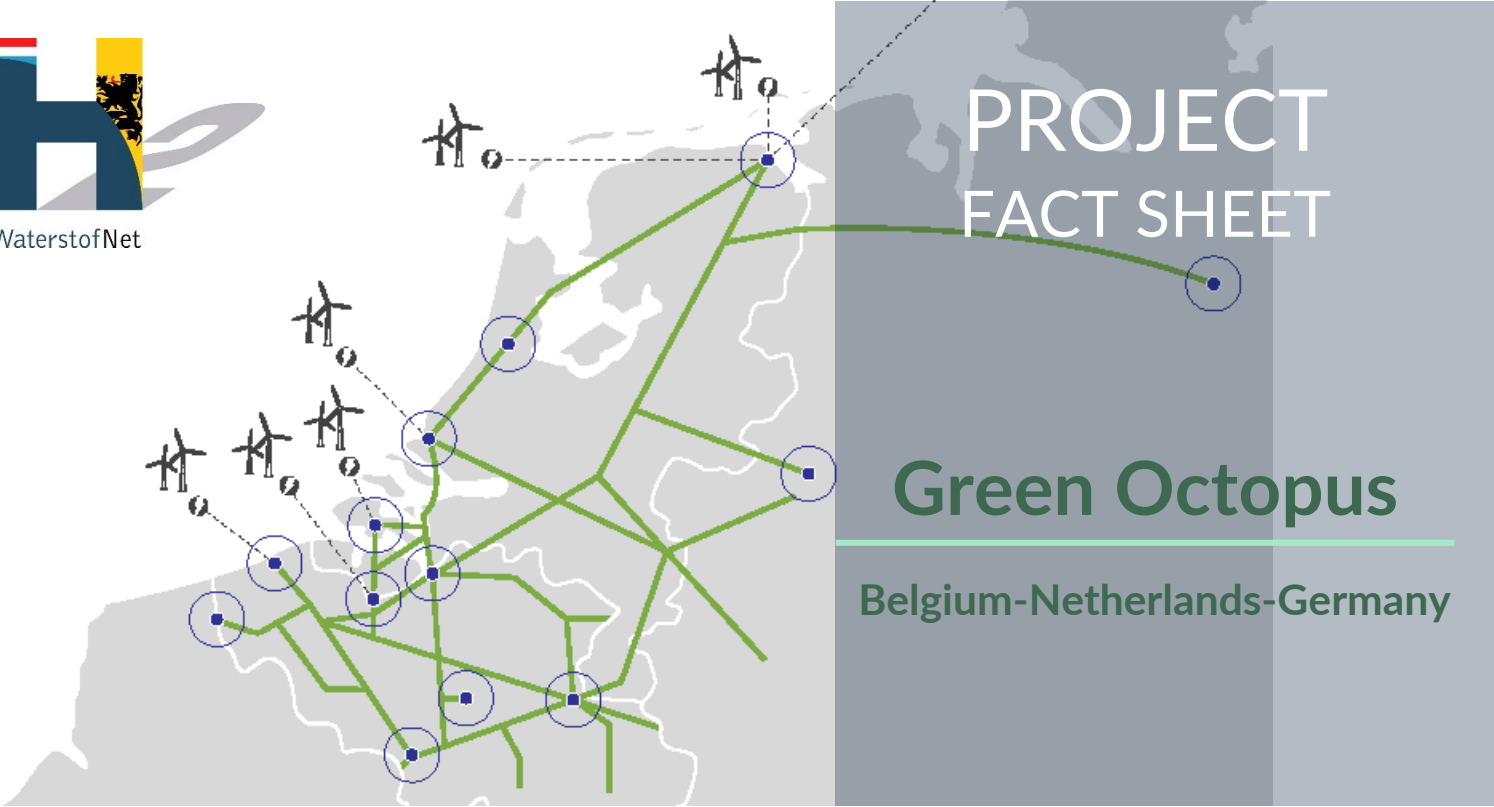 WaterstofNet
PROJECT
FACT SHEET
Green Octopus
Belgium-Netherlands-Germany